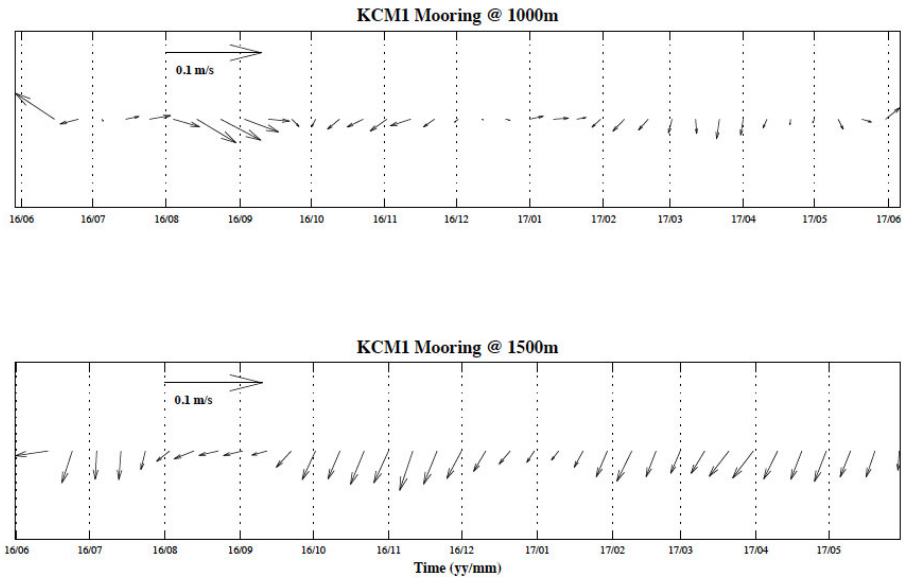 KCM1 Mooring @ 1000m
0.1 m/s
16/06 16/07 16/08 16/09 16/10 16/11 16/12 17/01 17/02 17/03 17/04 17/05 17/06
KCM1 Mooring @ 1500m
0.1 m/s
16/06 16/07 16/08 16/09 16/10 16/11 16/12 17/01 17/02 17/03 17/04 17/05
Time (yy/mm)